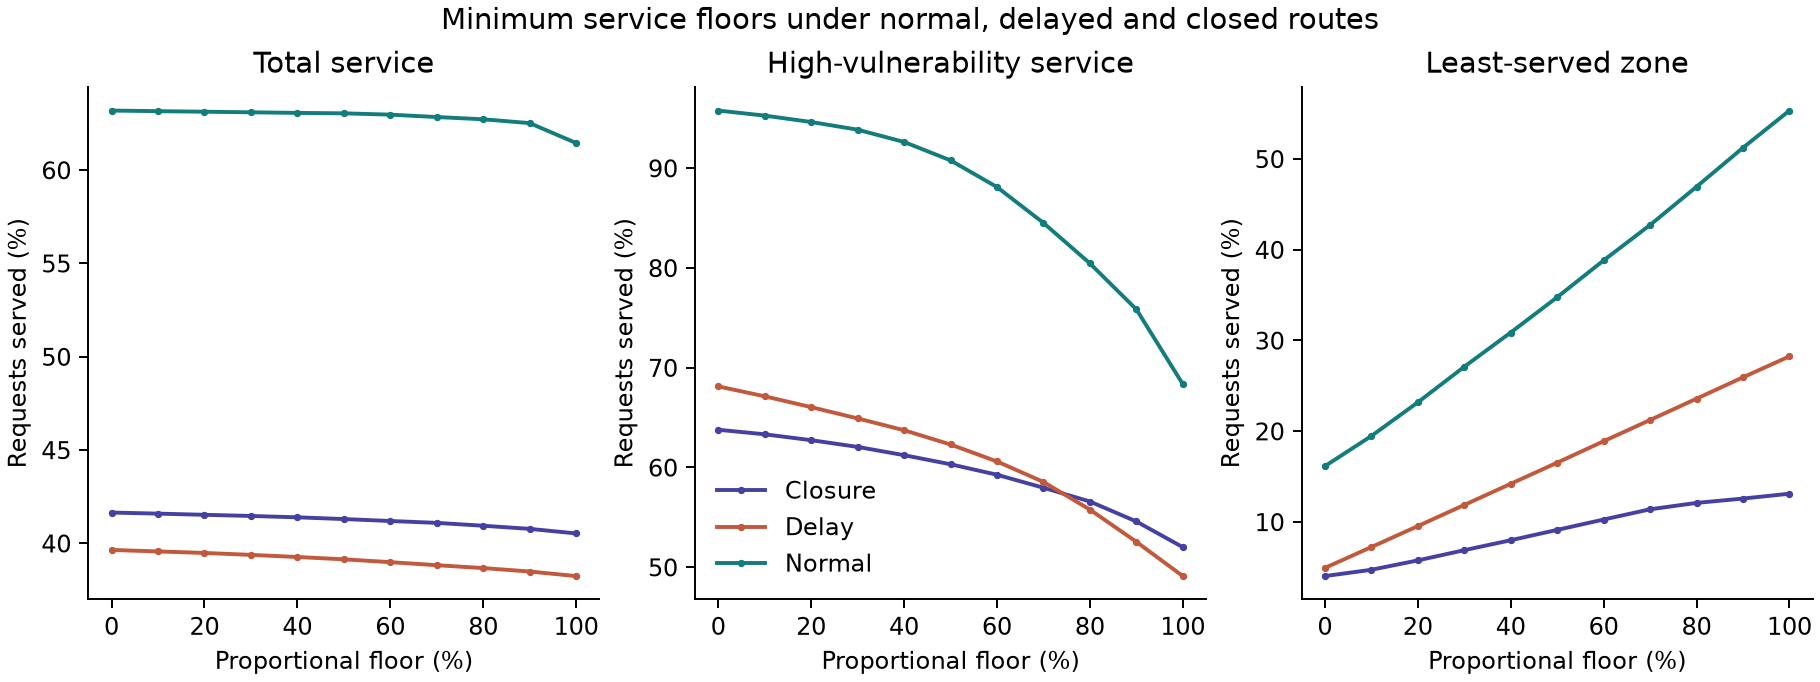 Minimum service floors under normal, delayed and closed routes
Total service
Requests served (%)
60
55
50
45
40
0 20 40 60 80 100
Proportional floor (%)
High-vulnerability service
Requests served (%)
90
80
70
60
50
Closure
Delay
Normal
0 20 40 60 80 100
Proportional floor (%)
Least-served zone
Requests served (%)
50
40
30
20
10
0 20 40 60 80 100
Proportional floor (%)